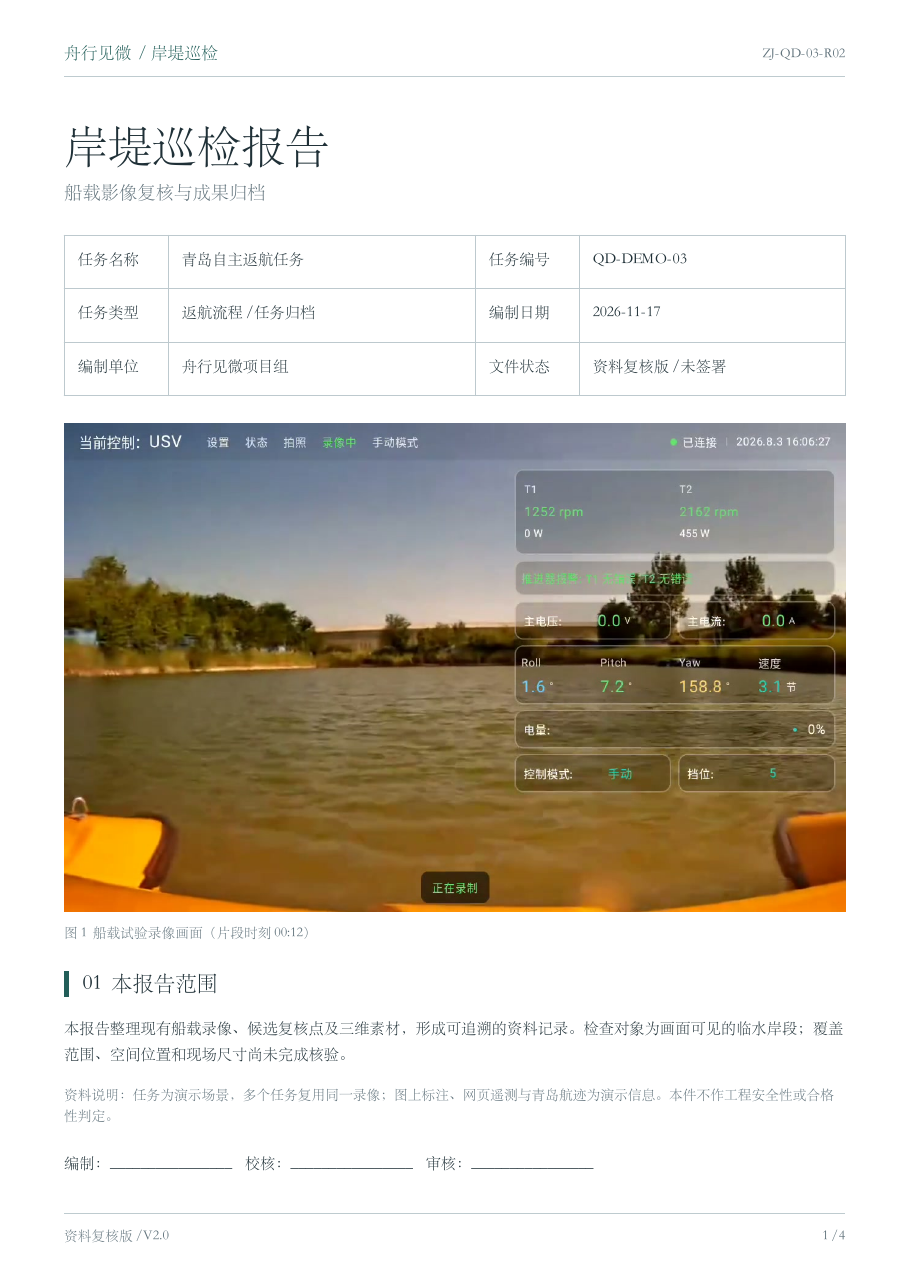 舟行见微 / 岸堤巡检
ZJ-QD-03-R02
岸堤巡检报告
船载影像复核与成果归档
任务名称 青岛自主返航任务 任务编号 QD-DEMO-03
任务类型 返航流程 / 任务归档 编制日期 2026-11-17
编制单位 舟行见微项目组 文件状态 资料复核版 / 未签署
当前控制: USV 设置 状态 拍照 录像中 手动模式 已连接 2026.8.3 16:06:27
T1 T2
1252 rpm 2162 rpm
0 W 455 W
推进器报警: T1 无错误; T2 无错误
主电压: 0.0 V 主电流: 0.0 A
Roll Pitch Yaw 速度
1.6 ° 7.2 ° 158.8 ° 3.1 节
电量: 0%
控制模式: 手动 挡位: 5
正在录制
图 1 船载试验录像画面（片段时刻 00:12）
01 本报告范围
本报告整理现有船载录像、候选复核点及三维素材，形成可追溯的资料记录。检查对象为画面可见的临水岸段；覆盖
范围、空间位置和现场尺寸尚未完成核验。
资料说明：任务为演示场景，多个任务复用同一录像；图上标注、网页遥测与青岛航迹为演示信息。本件不作工程安全性或合格
性判定。
编制： 校核： 审核：
资料复核版 / V2.0
1 / 4